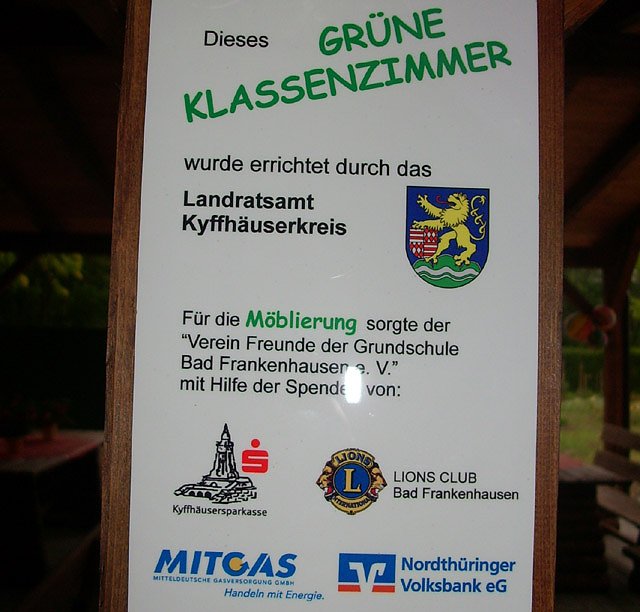 Dieses GRÜNE
KLASSENZIMMER
wurde errichtet durch das
Landratsamt
Kyffhäuserkreis
Für die Möblierung sorgte der
“Verein Freunde der Grundschule
Bad Frankenhausen e. V.”
mit Hilfe der Spenden von:
Kyffhäusersparkasse
LIONS
L
INTERNATIONAL
LIONS CLUB
Bad Frankenhausen
MITGAS
MITTELDEUTSCHE GASVERSORGUNG GMBH
Handeln mit Energie.
Nordthüringer
Volksbank eG